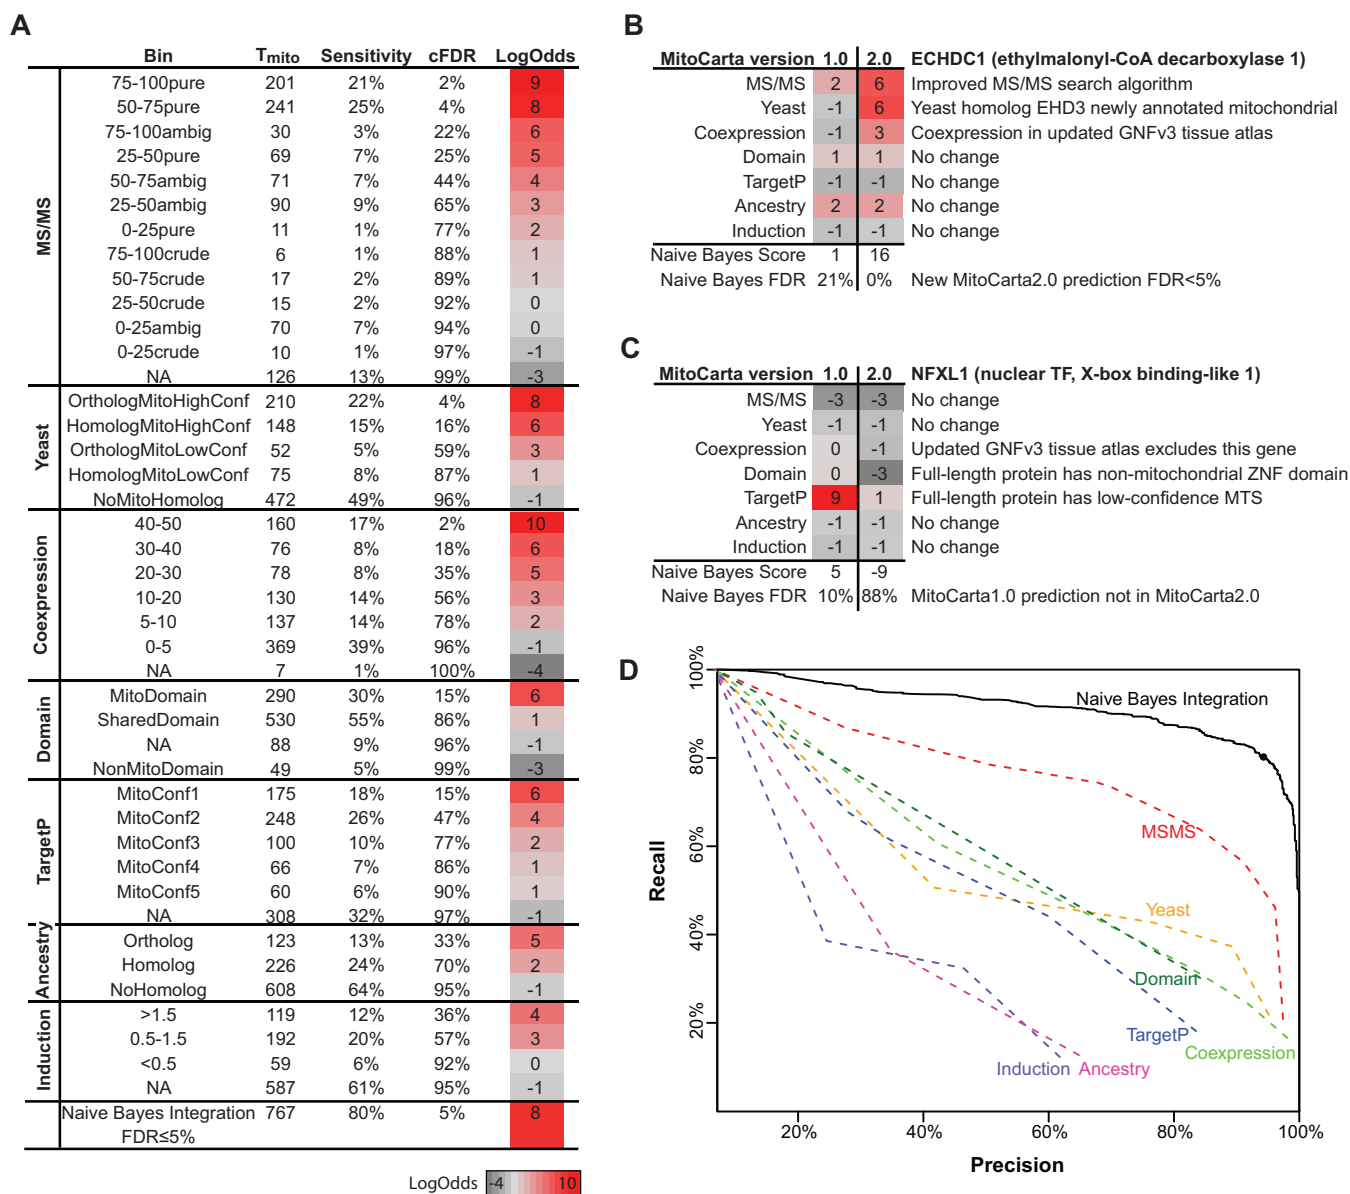 A
Bin Tmito Sensitivity cFDR LogOdds
MS/MS
75-100pure 201 21% 2% 9
50-75pure 241 25% 4% 8
75-100ambig 30 3% 22% 6
25-50pure 69 7% 25% 5
50-75ambig 71 7% 44% 4
25-50ambig 90 9% 65% 3
0-25pure 11 1% 77% 2
75-100crude 6 1% 88% 1
50-75crude 17 2% 89% 1
25-50crude 15 2% 92% 0
0-25ambig 70 7% 94% 0
0-25crude 10 1% 97% -1
NA 126 13% 99% -3
Yeast
OrthologMitoHighConf 210 22% 4% 8
HomologMitoHighConf 148 15% 16% 6
OrthologMitoLowConf 52 5% 59% 3
HomologMitoLowConf 75 8% 87% 1
NoMitoHomolog 472 49% 96% -1
Coexpression
40-50 160 17% 2% 10
30-40 76 8% 18% 6
20-30 78 8% 35% 5
10-20 130 14% 56% 3
5-10 137 14% 78% 2
0-5 369 39% 96% -1
NA 7 1% 100% -4
Domain
MitoDomain 290 30% 15% 6
SharedDomain 530 55% 86% 1
NA 88 9% 96% -1
NonMitoDomain 49 5% 99% -3
TargetP
MitoConf1 175 18% 15% 6
MitoConf2 248 26% 47% 4
MitoConf3 100 10% 77% 2
MitoConf4 66 7% 86% 1
MitoConf5 60 6% 90% 1
NA 308 32% 97% -1
Ancestry
Ortholog 123 13% 33% 5
Homolog 226 24% 70% 2
NoHomolog 608 64% 95% -1
Induction
>1.5 119 12% 36% 4
0.5-1.5 192 20% 57% 3
<0.5 59 6% 92% 0
NA 587 61% 95% -1
Naive Bayes Integration 767 80% 5% 8
FDR≤5%
LogOdds -4 10
B
MitoCarta version 1.0 2.0 ECHDC1 (ethylmalonyl-CoA decarboxylase 1)
MS/MS 2 6 Improved MS/MS search algorithm
Yeast -1 6 Yeast homolog EHD3 newly annotated mitochondrial
Coexpression -1 3 Coexpression in updated GNFv3 tissue atlas
Domain 1 1 No change
TargetP -1 -1 No change
Ancestry 2 2 No change
Induction -1 -1 No change
Naive Bayes Score 1 16
Naive Bayes FDR 21% 0% New MitoCarta2.0 prediction FDR<5%
C
MitoCarta version 1.0 2.0 NFXL1 (nuclear TF, X-box binding-like 1)
MS/MS -3 -3 No change
Yeast -1 -1 No change
Coexpression 0 -1 Updated GNFv3 tissue atlas excludes this gene
Domain 0 -3 Full-length protein has non-mitochondrial ZNF domain
TargetP 9 1 Full-length protein has low-confidence MTS
Ancestry -1 -1 No change
Induction -1 -1 No change
Naive Bayes Score 5 -9
Naive Bayes FDR 10% 88% MitoCarta1.0 prediction not in MitoCarta2.0
D
100%
80%
60%
40%
20%
Recall
Naive Bayes Integration
MSMS
Yeast
Domain
TargetP
Coexpression
Induction
Ancestry
20% 40% 60% 80% 100%
Precision